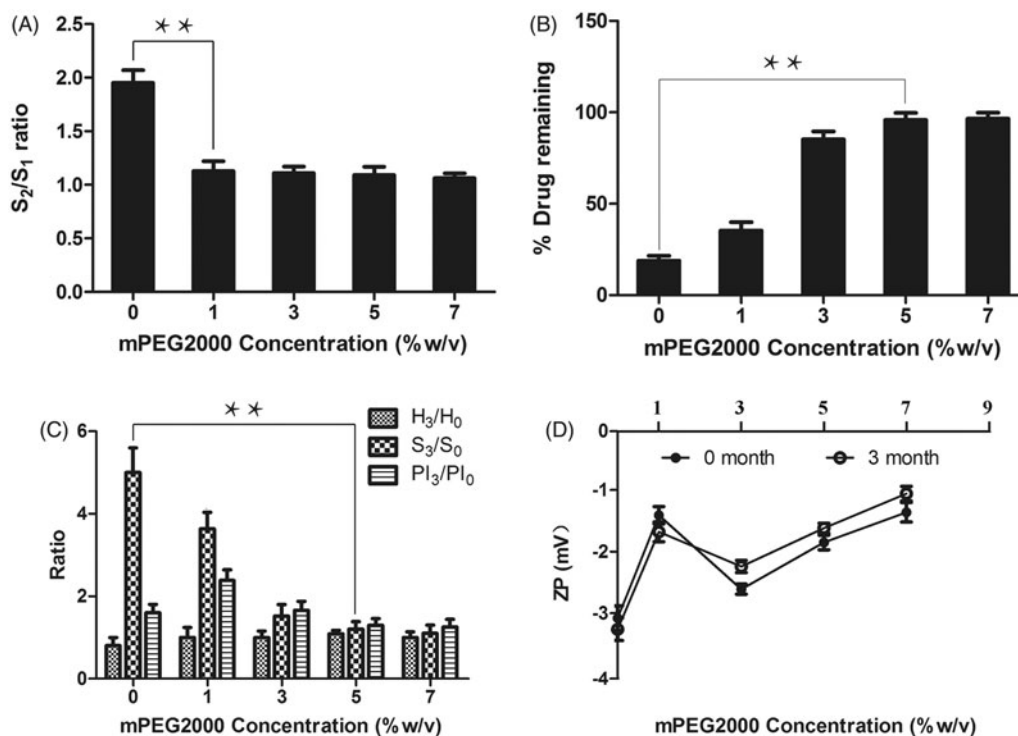 (A)
2.5
2.0
1.5
1.0
0.5
0.0
S₂/S₁ ratio
**
0 1 3 5 7
mPEG2000 Concentration (%w/v)
(B)
150
100
50
0
% Drug remaining
**
0 1 3 5 7
mPEG2000 Concentration (%w/v)
(C)
8
6
4
2
0
Ratio
**
H₃/H₀
S₃/S₀
PI₃/PI₀
0 1 3 5 7
mPEG2000 Concentration (%w/v)
(D)
1 3 5 7 9
0
-1
-2
-3
-4
ZP (mV)
0 month 3 month
mPEG2000 Concentration (%w/v)